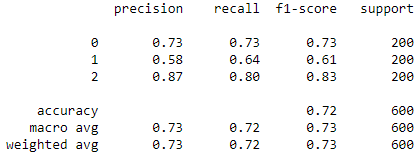 precision recall f1-score support
0 0.73 0.73 0.73 200
1 0.58 0.64 0.61 200
2 0.87 0.80 0.83 200
accuracy 0.72 600
macro avg 0.73 0.72 0.73 600
weighted avg 0.73 0.72 0.73 600